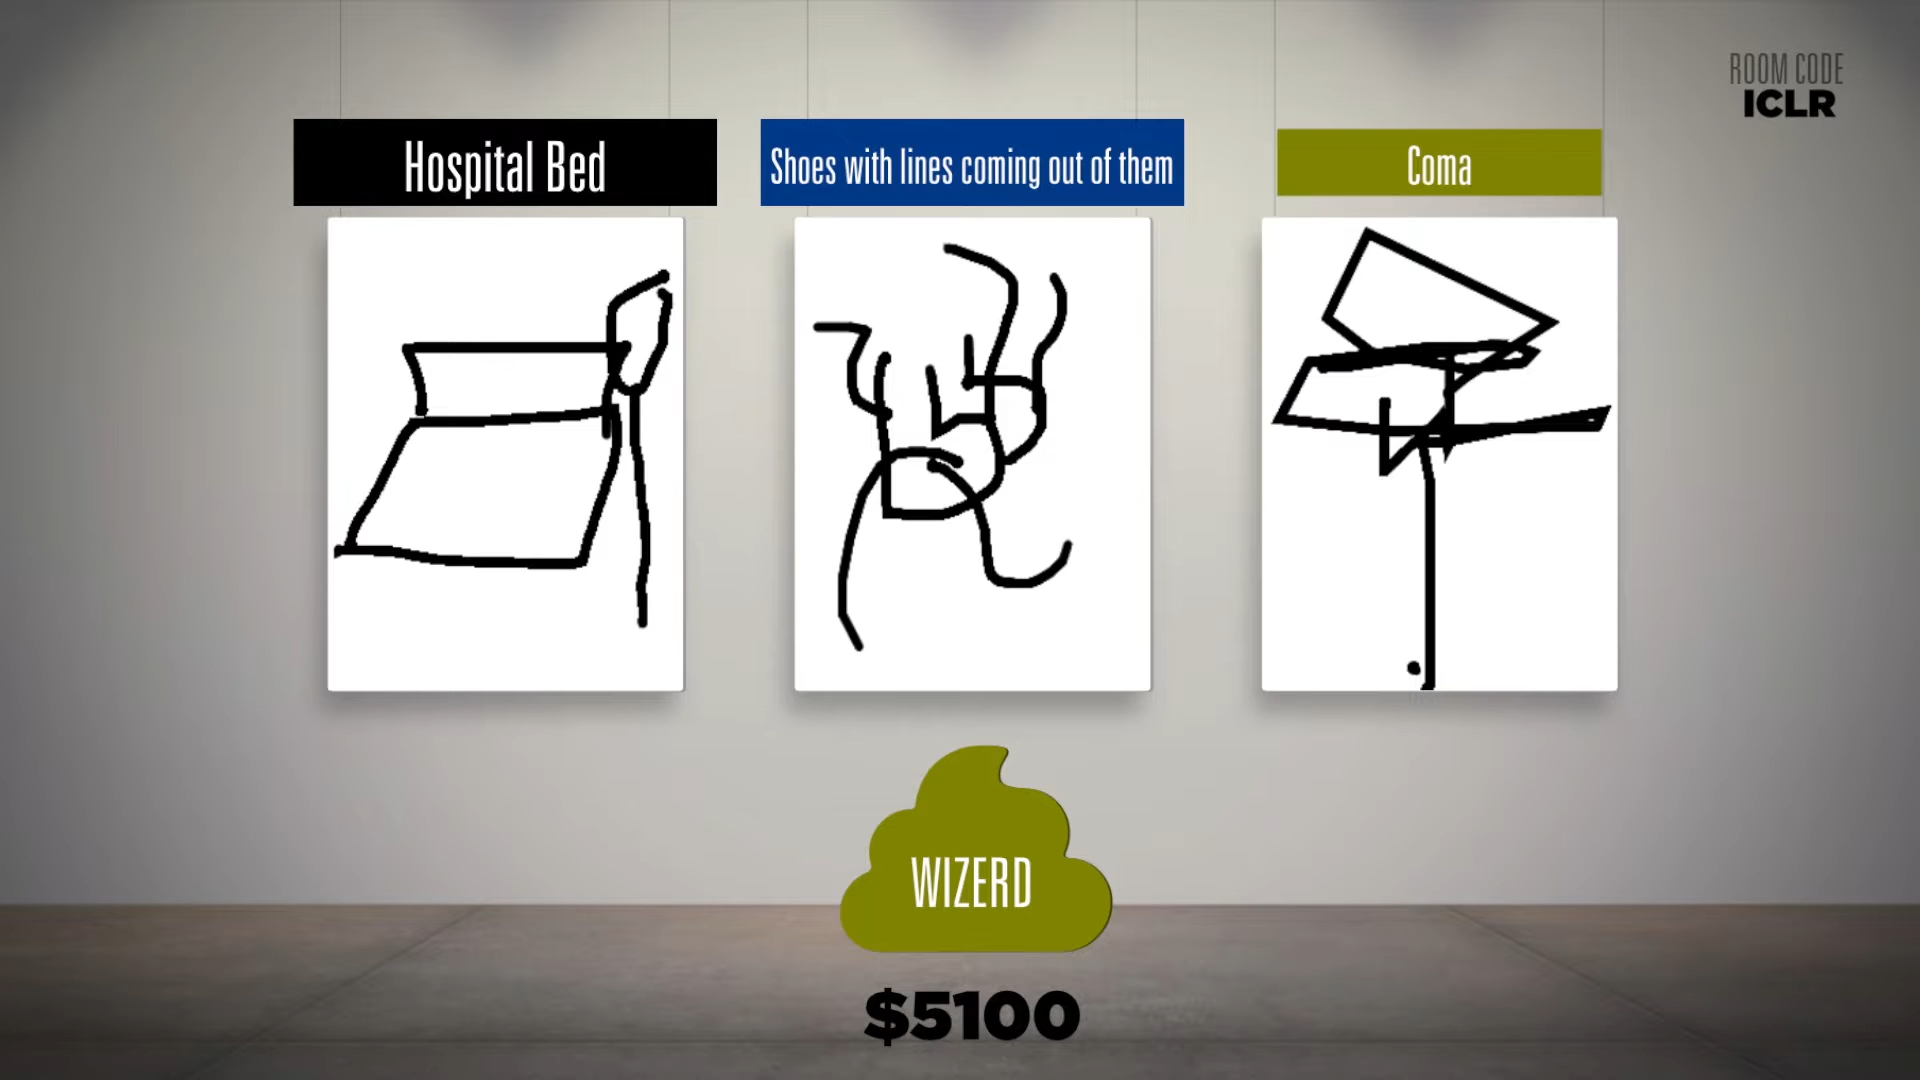 ROOM CODE
ICLR
Hospital Bed
Shoes with lines coming out of them
Coma
WIZERD
$5100